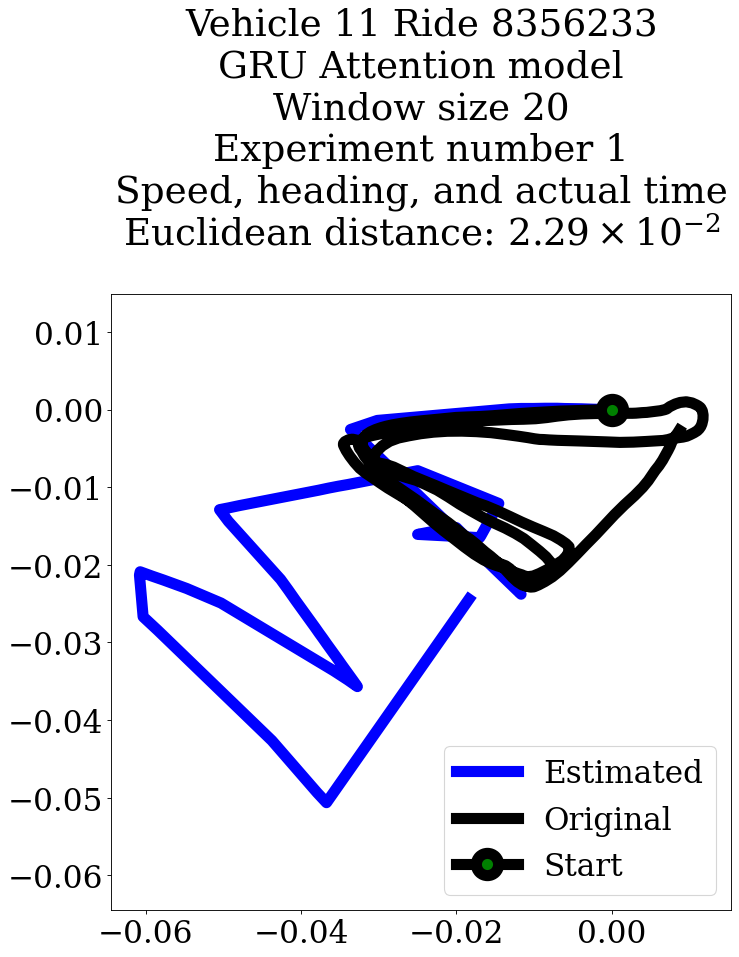 Vehicle 11 Ride 8356233
GRU Attention model
Window size 20
Experiment number 1
Speed, heading, and actual time
Euclidean distance: 2.29 × 10⁻²
0.01
0.00
−0.01
−0.02
−0.03
−0.04
−0.05
−0.06
Estimated
Original
Start
−0.06 −0.04 −0.02 0.00